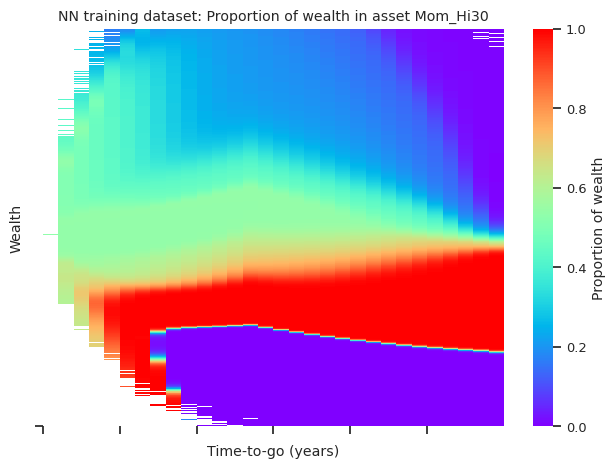 NN training dataset: Proportion of wealth in asset Mom_Hi30
1.0
0.8
0.6
0.4
0.2
0.0
Wealth
Proportion of wealth
Time-to-go (years)